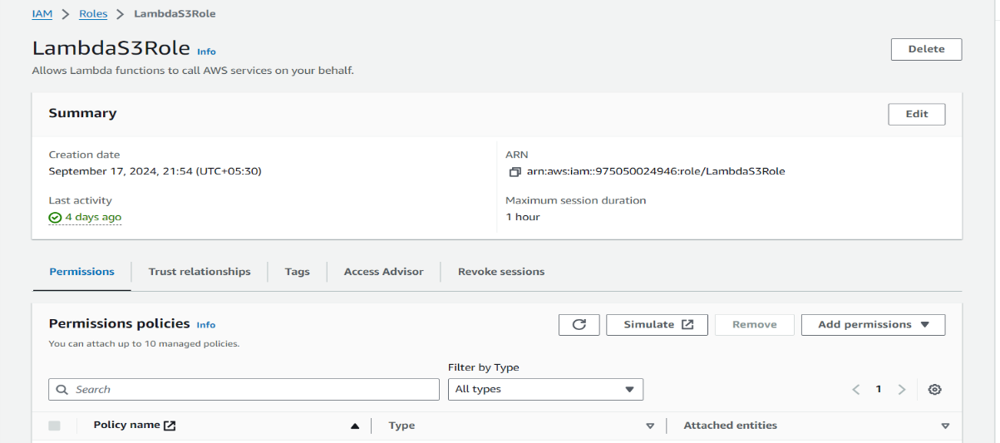 IAM > Roles > LambdaS3Role
LambdaS3Role Info
Delete
Allows Lambda functions to call AWS services on your behalf.
Summary
Edit
Creation date
September 17, 2024, 21:54 (UTC+05:30)
ARN
arn:aws:iam::975050024946:role/LambdaS3Role
Last activity
4 days ago
Maximum session duration
1 hour
Permissions
Trust relationships
Tags
Access Advisor
Revoke sessions
Permissions policies Info
Simulate
Remove
Add permissions
You can attach up to 10 managed policies.
Filter by Type
Search
All types
1
Policy name
Type
Attached entities